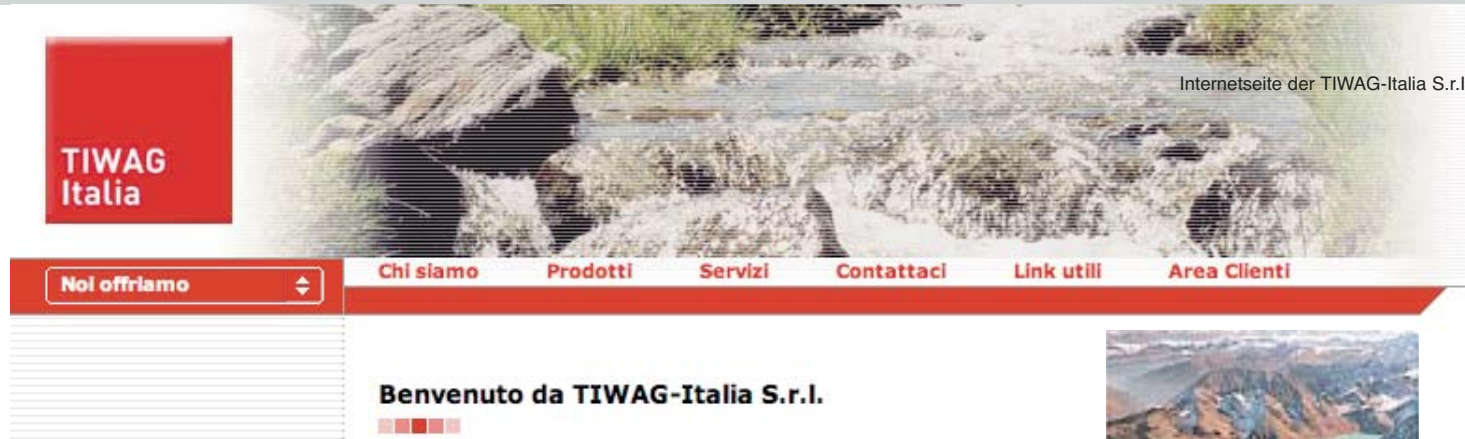 Internetseite der TIWAG-Italia S.r.l
TIWAG
Italia
Noi offriamo
Chi siamo Prodotti Servizi Contattaci Link utili Area Clienti
Benvenuto da TIWAG-Italia S.r.l.